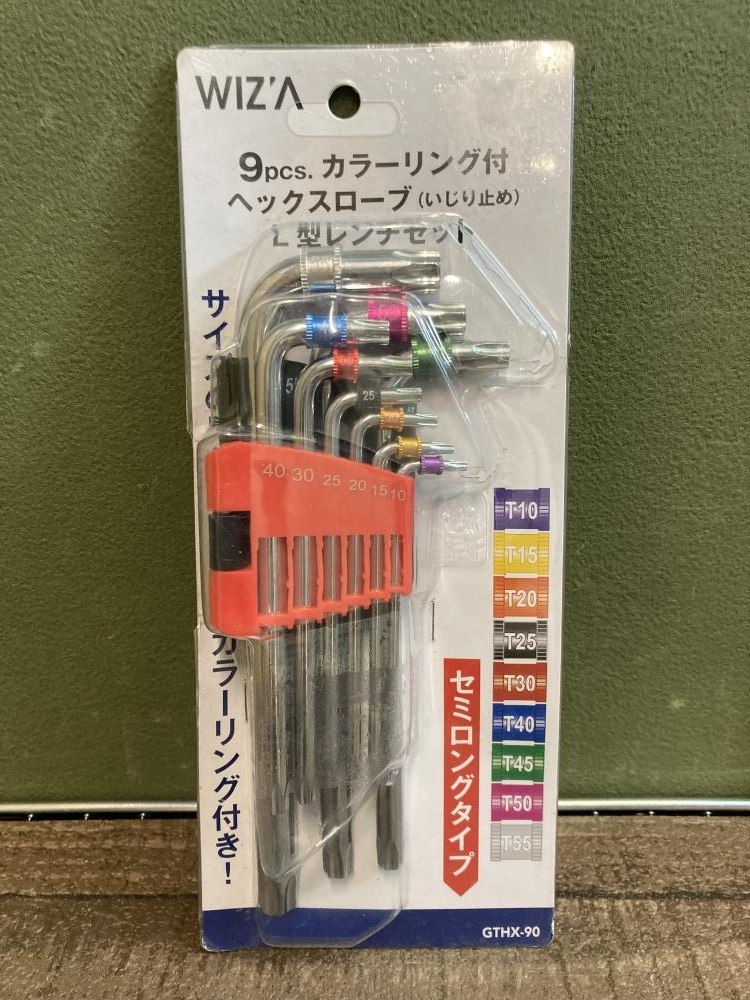 WIZ'A
9pcs. カラーリング付
ヘックスローブ(いじり止め)
L型レンチセット
サイズ
カラーリング付き!
25
40 30 25 20 15 10
T10
T15
T20
T25
T30
T40
T45
T50
T55
セミロングタイプ
GTHX-90